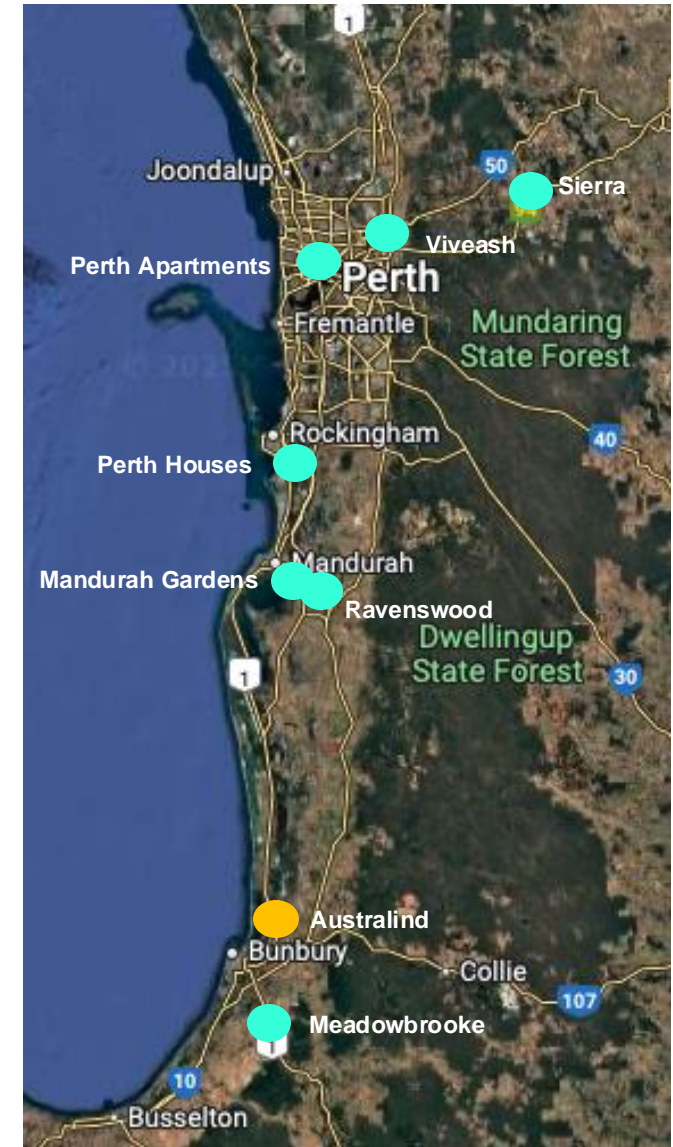 1
Joondalup
50
Sierra
Viveash
Perth Apartments
Perth
Fremantle
Mundaring
State Forest
Rockingham
40
Perth Houses
Mandurah
Mandurah Gardens
Ravenswood
Dwellingup
State Forest
1
30
Australind
Bunbury
Collie
107
Meadowbrooke
1
10
Busselton